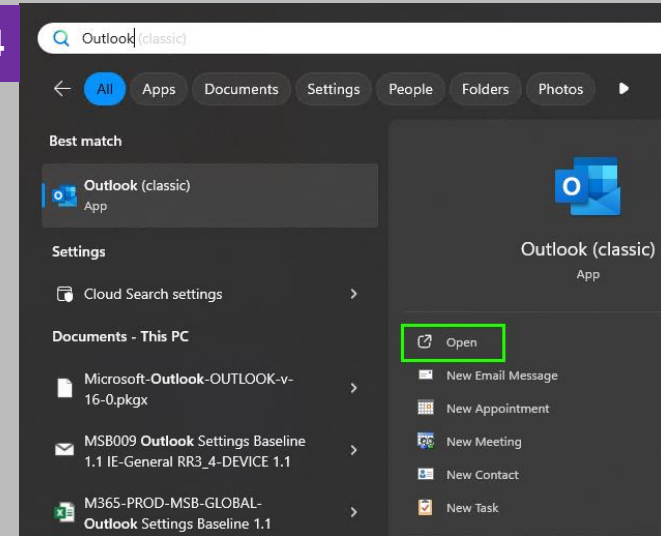 4
Outlook (classic)
All Apps Documents Settings People Folders Photos
Best match
Outlook (classic)
App
Settings
Cloud Search settings
Documents - This PC
Microsoft-Outlook-OUTLOOK-v-
16-0.pkgx
MSB009 Outlook Settings Baseline
1.1 IE-General RR3_4-DEVICE 1.1
M365-PROD-MSB-GLOBAL-
Outlook Settings Baseline 1.1
Outlook (classic)
App
Open
New Email Message
New Appointment
New Meeting
New Contact
New Task